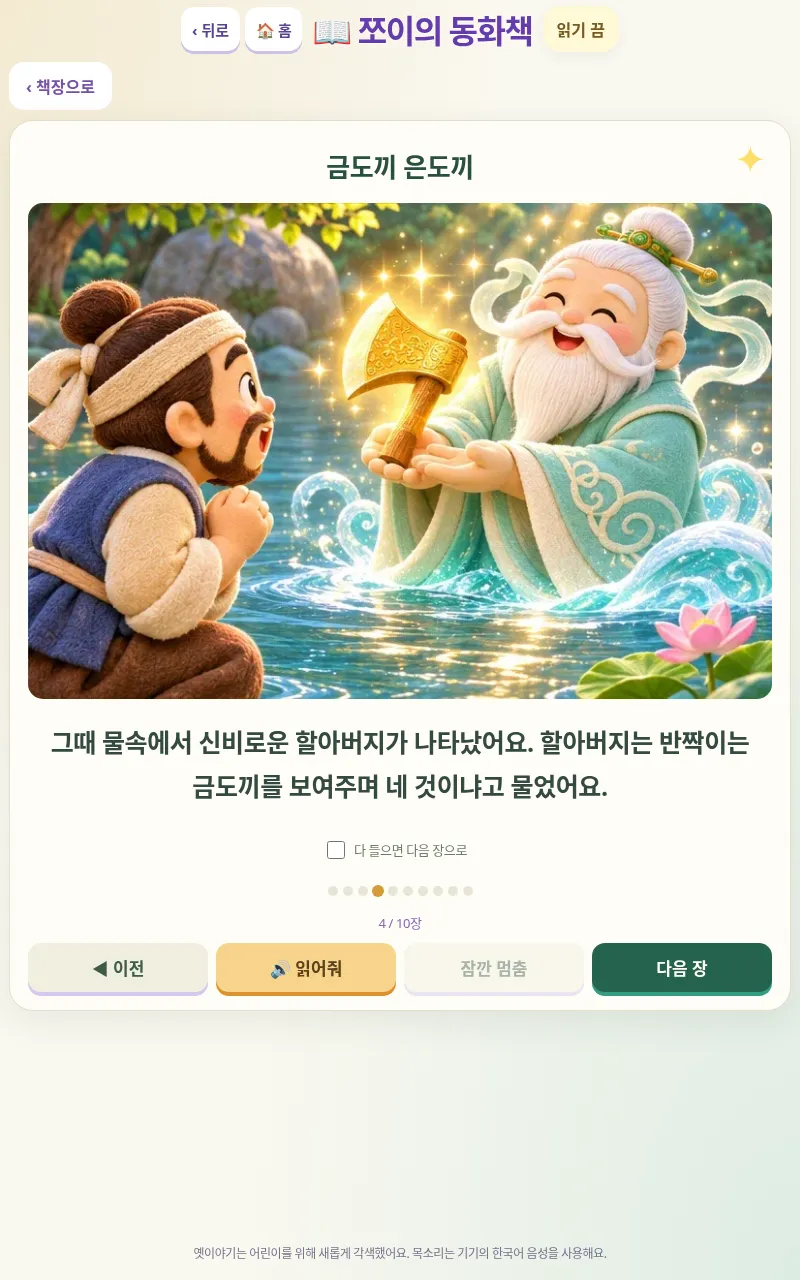 ‹ 뒤로
🏠 홈
📖 쪼이의 동화책
읽기 끔
‹ 책장으로
금도끼 은도끼
그때 물속에서 신비로운 할아버지가 나타났어요. 할아버지는 반짝이는
금도끼를 보여주며 네 것이냐고 물었어요.
다 들으면 다음 장으로
4 / 10장
◀ 이전
🔊 읽어줘
잠깐 멈춤
다음 장
옛이야기는 어린이를 위해 새롭게 각색했어요. 목소리는 기기의 한국어 음성을 사용해요.